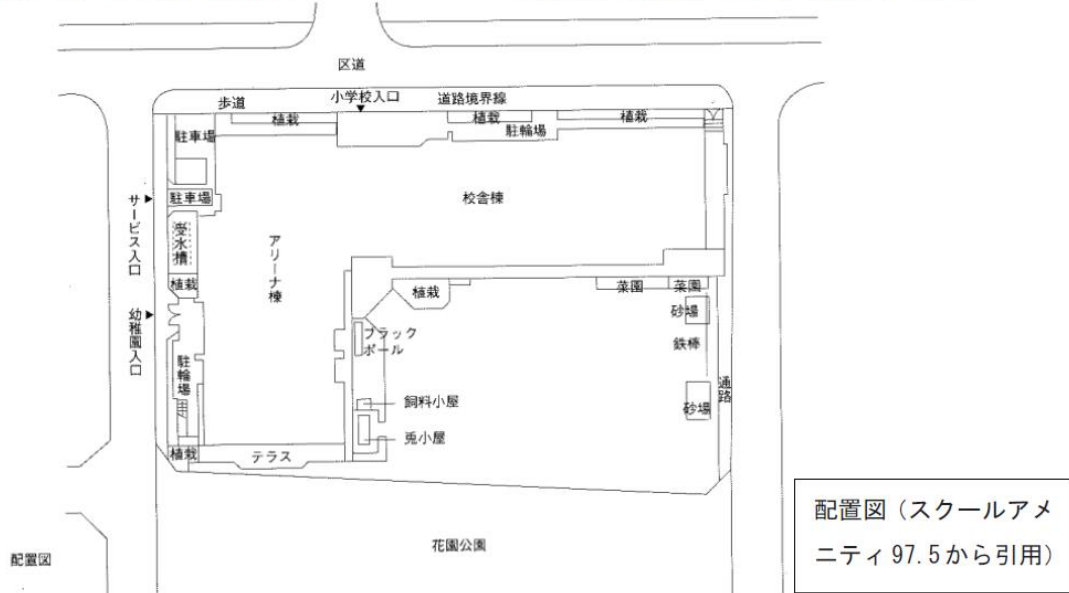 区道
小学校入口
道路境界線
歩道
植栽
植栽
植栽
駐車場
駐輪場
駐車場
校舎棟
サービス入口
受水槽
アリーナ棟
植栽
植栽
菜園
菜園
幼稚園入口
砂場
ブラック
ボール
鉄棒
駐輪場
通路
飼料小屋
砂場
兎小屋
植栽
テラス
花園公園
配置図
配置図（スクールアメ
ニティ97.5から引用）